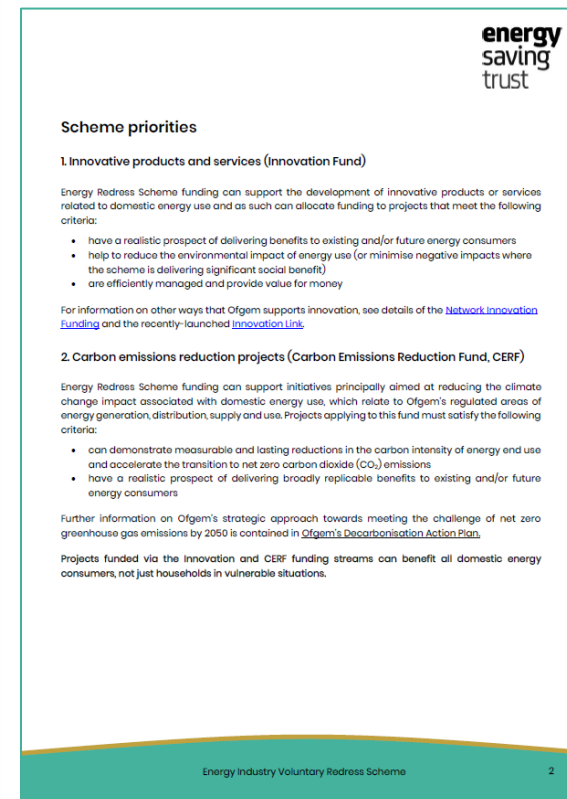 energy
saving
trust
Scheme priorities
1. Innovative products and services (Innovation Fund)
Energy Redress Scheme funding can support the development of innovative products or services
related to domestic energy use and as such can allocate funding to projects that meet the following
criteria:
• have a realistic prospect of delivering benefits to existing and/or future energy consumers
• help to reduce the environmental impact of energy use (or minimise negative impacts where
the scheme is delivering significant social benefit)
• are efficiently managed and provide value for money
For information on other ways that Ofgem supports innovation, see details of the Network Innovation
Funding and the recently-launched Innovation Link.
2. Carbon emissions reduction projects (Carbon Emissions Reduction Fund, CERF)
Energy Redress Scheme funding can support initiatives principally aimed at reducing the climate
change impact associated with domestic energy use, which relate to Ofgem's regulated areas of
energy generation, distribution, supply and use. Projects applying to this fund must satisfy the following
criteria:
• can demonstrate measurable and lasting reductions in the carbon intensity of energy end use
and accelerate the transition to net zero carbon dioxide (CO₂) emissions
• have a realistic prospect of delivering broadly replicable benefits to existing and/or future
energy consumers
Further information on Ofgem's strategic approach towards meeting the challenge of net zero
greenhouse gas emissions by 2050 is contained in Ofgem's Decarbonisation Action Plan.
Projects funded via the Innovation and CERF funding streams can benefit all domestic energy
consumers, not just households in vulnerable situations.
Energy Industry Voluntary Redress Scheme
2